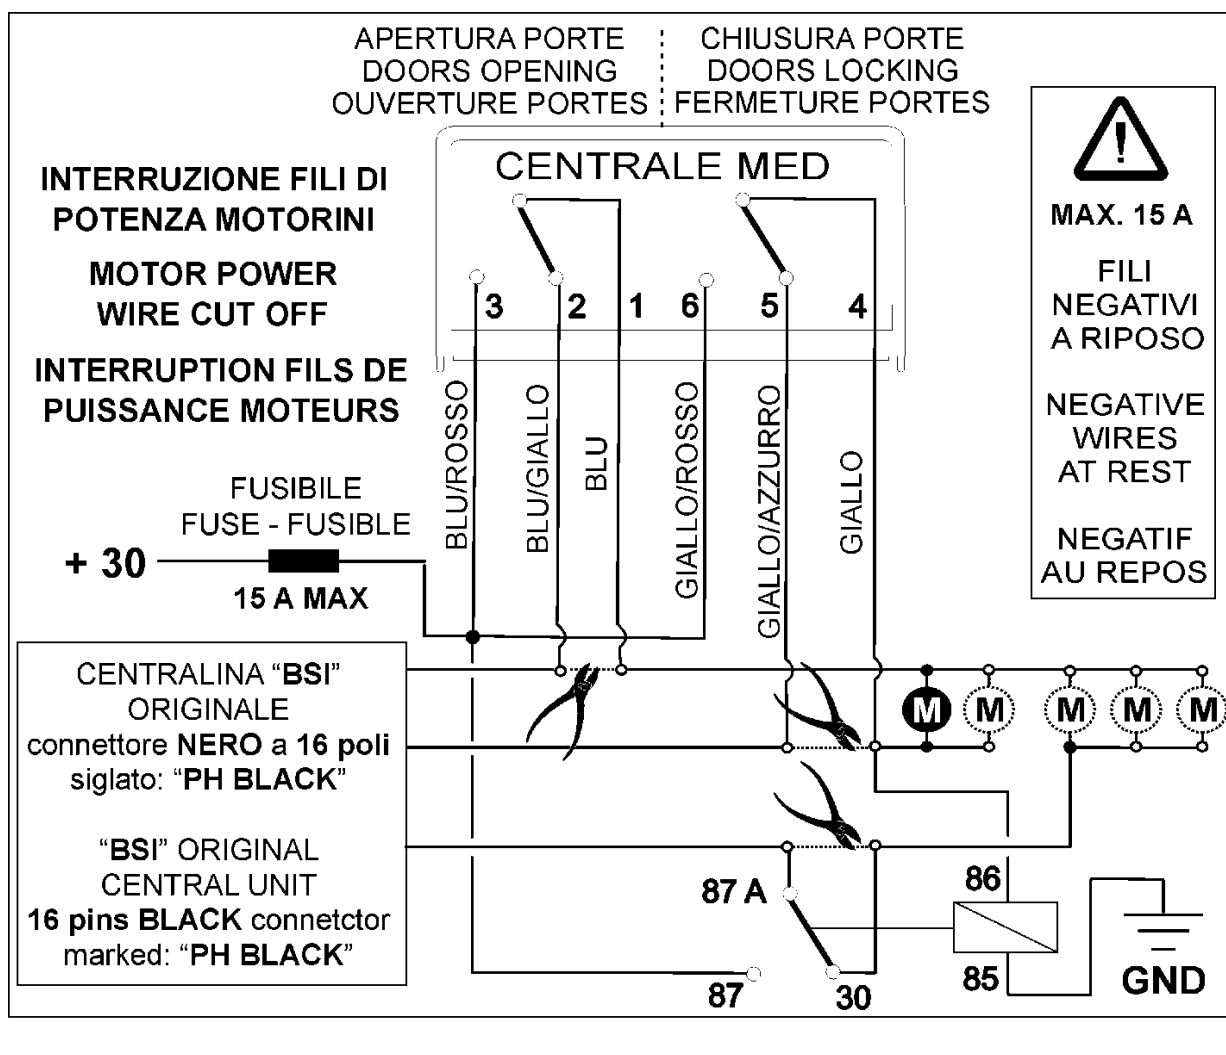 APERTURA PORTE
DOORS OPENING
OUVERTURE PORTES
CHIUSURA PORTE
DOORS LOCKING
FERMETURE PORTES
CENTRALE MED
INTERRUZIONE FILI DI
POTENZA MOTORINI
MOTOR POWER
WIRE CUT OFF
INTERRUPTION FILS DE
PUISSANCE MOTEURS
MAX. 15 A
FILI
NEGATIVI
A RIPOSO
NEGATIVE
WIRES
AT REST
NEGATIF
AU REPOS
3 2 1 6 5 4
BLU/ROSSO
BLU/GIALLO
BLU
GIALLO/ROSSO
GIALLO/AZZURRO
GIALLO
FUSIBILE
FUSE - FUSIBLE
+ 30
15 A MAX
CENTRALINA “BSI”
ORIGINALE
connettore NERO a 16 poli
siglato: “PH BLACK”
“BSI” ORIGINAL
CENTRAL UNIT
16 pins BLACK connetctor
marked: “PH BLACK”
M M M M M
87 A
86
85
87
30
GND